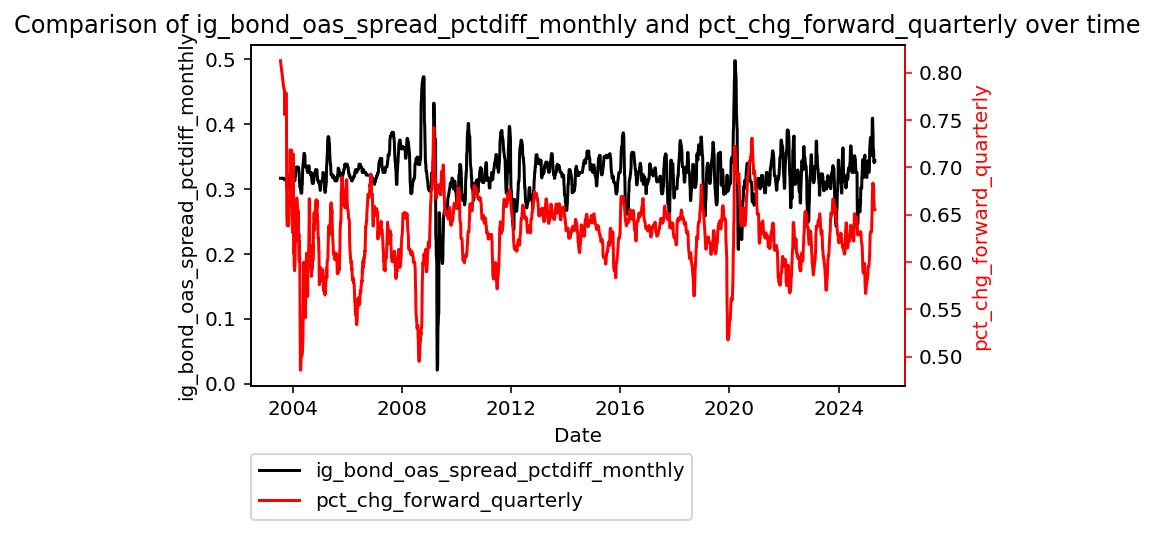 Comparison of ig_bond_oas_spread_pctdiff_monthly and pct_chg_forward_quarterly over time
ig_bond_oas_spread_pctdiff_monthly
0.5
0.4
0.3
0.2
0.1
0.0
0.80
0.75
0.70
0.65
0.60
0.55
0.50
pct_chg_forward_quarterly
2004 2008 2012 2016 2020 2024
Date
ig_bond_oas_spread_pctdiff_monthly
pct_chg_forward_quarterly